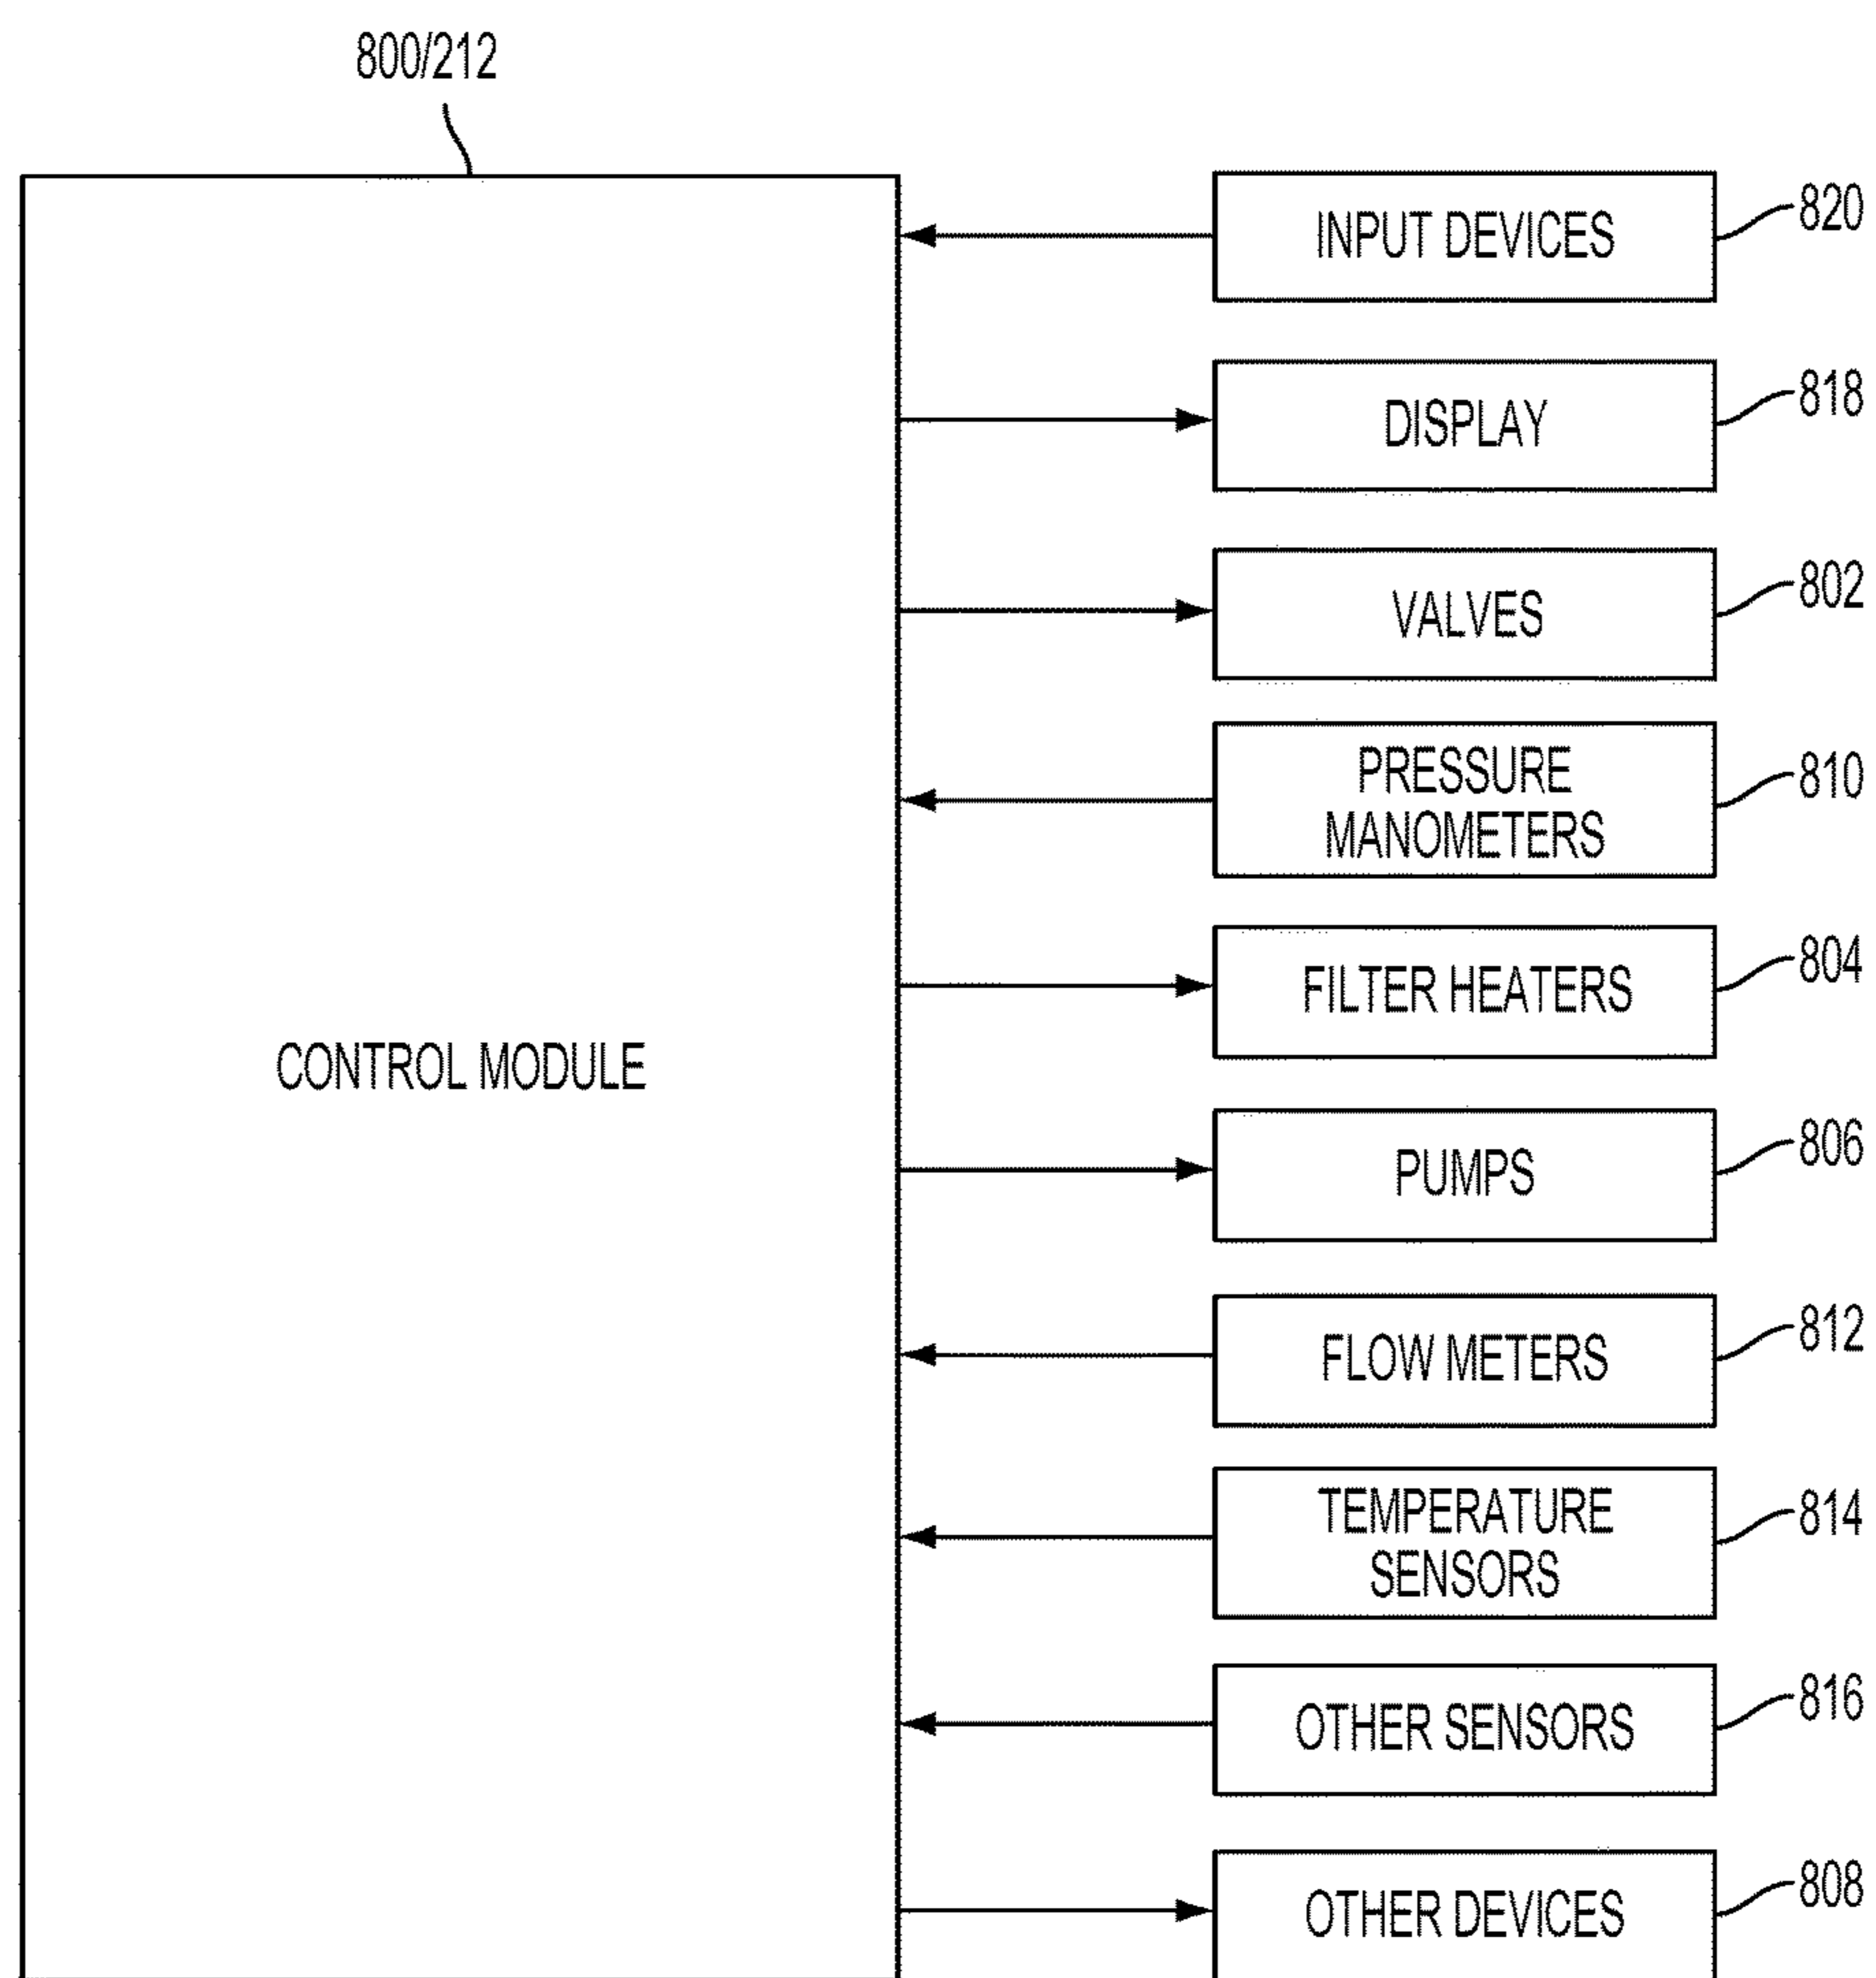 800/212
CONTROL MODULE
INPUT DEVICES
820
DISPLAY
818
VALVES
802
PRESSURE
MANOMETERS
810
FILTER HEATERS
804
PUMPS
806
FLOW METERS
812
TEMPERATURE
SENSORS
814
OTHER SENSORS
816
OTHER DEVICES
808